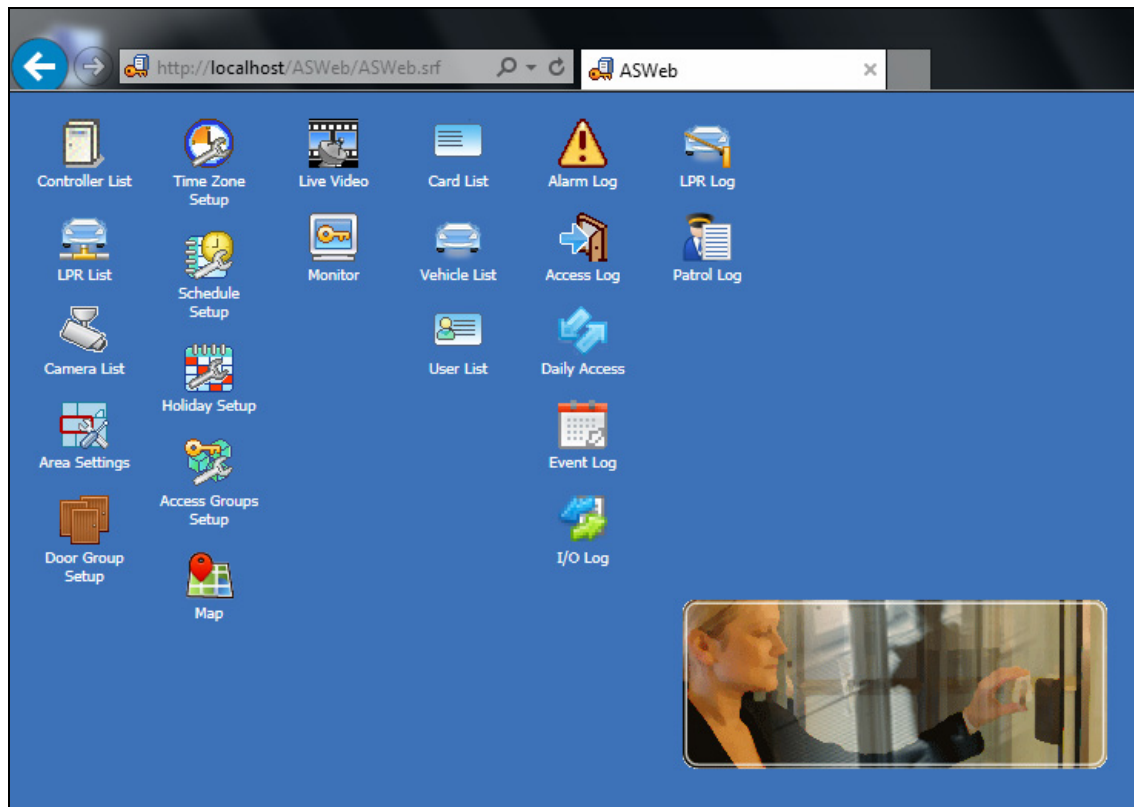 http://localhost/ASWeb/ASWeb.srf
ASWeb
Controller List
Time Zone
Setup
Live Video
Card List
Alarm Log
LPR Log
LPR List
Schedule
Setup
Monitor
Vehicle List
Access Log
Patrol Log
Camera List
Holiday Setup
User List
Daily Access
Area Settings
Access Groups
Setup
Event Log
Door Group
Setup
Map
I/O Log